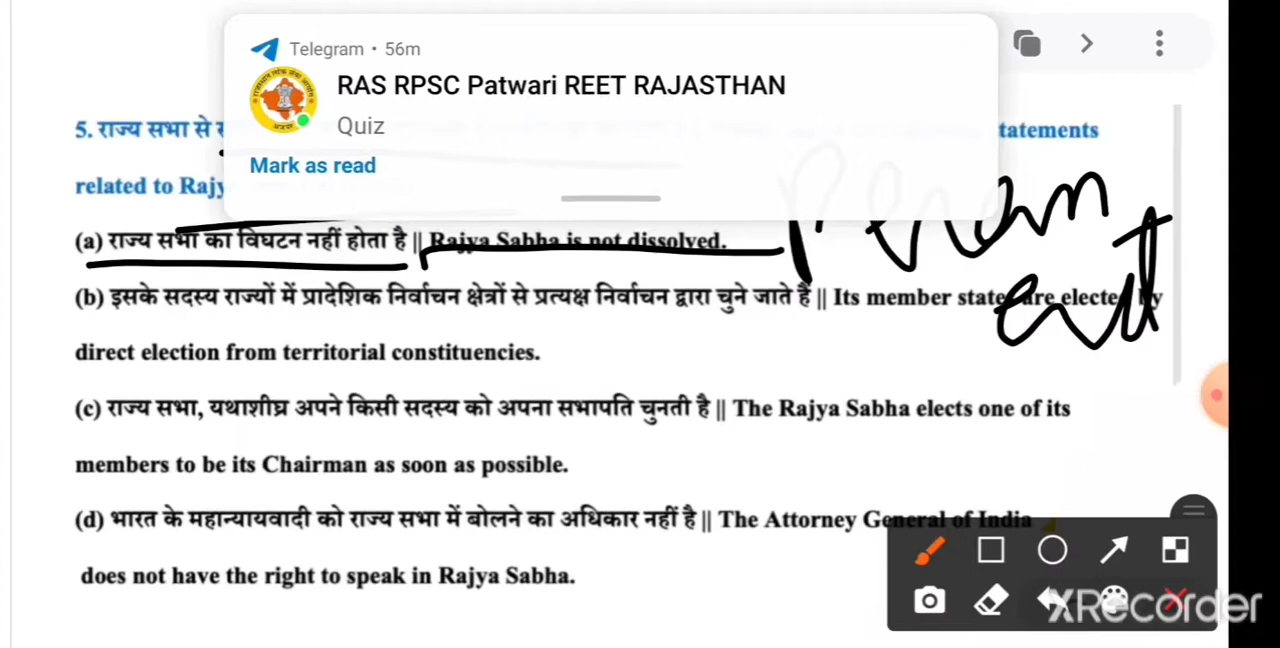 Telegram • 56m
RAS RPSC Patwari REET RAJASTHAN
Quiz
Mark as read
5. राज्य सभा से
tatements
related to Rajy
(a) राज्य सभा का विघटन नहीं होता है || Rajya Sabha is not dissolved.
(b) इसके सदस्य राज्यों में प्रादेशिक निर्वाचन क्षेत्रों से प्रत्यक्ष निर्वाचन द्वारा चुने जाते है || Its member states are elected by
direct election from territorial constituencies.
(c) राज्य सभा, यथाशीघ्र अपने किसी सदस्य को अपना सभापति चुनती है || The Rajya Sabha elects one of its
members to be its Chairman as soon as possible.
(d) भारत के महान्यायवादी को राज्य सभा में बोलने का अधिकार नहीं है || The Attorney General of India
does not have the right to speak in Rajya Sabha.
XRecorder